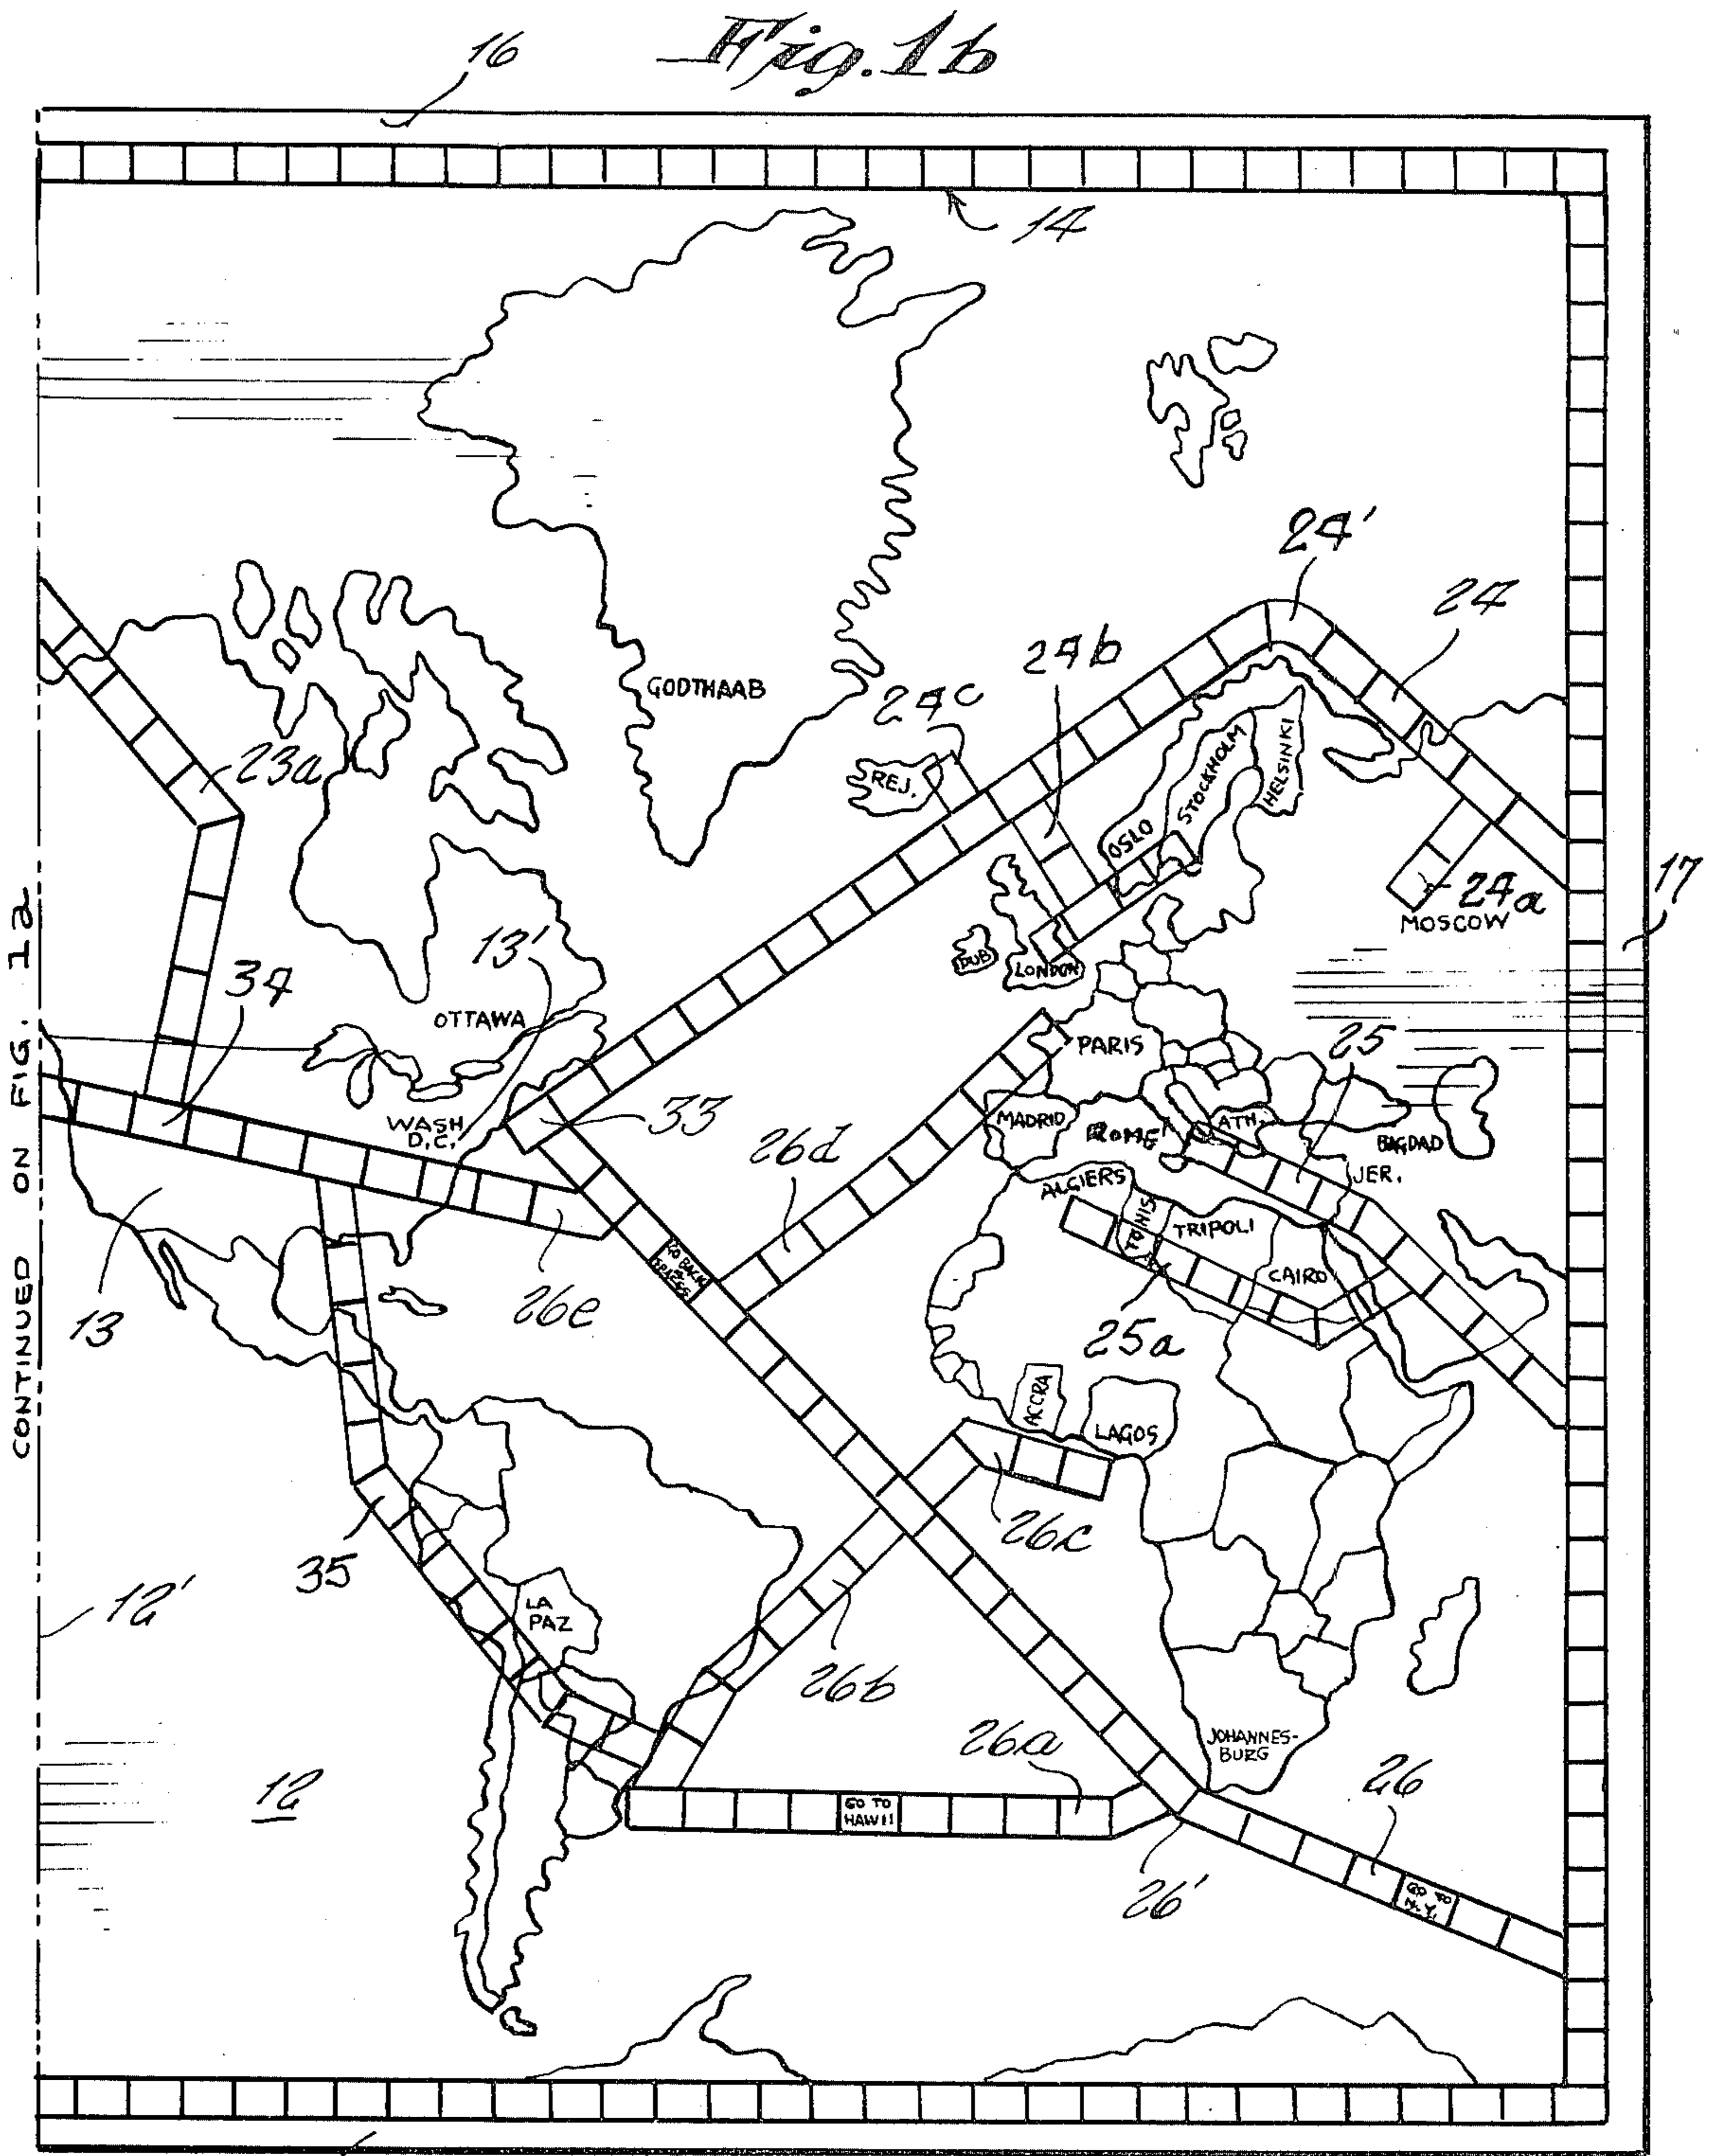 Fig. 1b
16
14
24'
24
24b
GODTHAAB
24c
REJ.
STOCKHOLM
HELSINKI
23a
OSLO
17
24a
MOSCOW
13'
DUB
LONDON
34
OTTAWA
PARIS
25
33
WASH
D.C.
MADRID
ROME
ATH.
BAGDAD
26d
JER.
ALGIERS
TUNIS
TRIPOLI
13
GO BACK
CAIRO
26e
25a
CONTINUED ON FIG. 1a
ACCRA
LAGOS
26c
35
12'
LA
PAZ
26b
JOHANNES-
BURG
26a
12
GO TO
HAWII
26
26'
GO TO
N.Y.